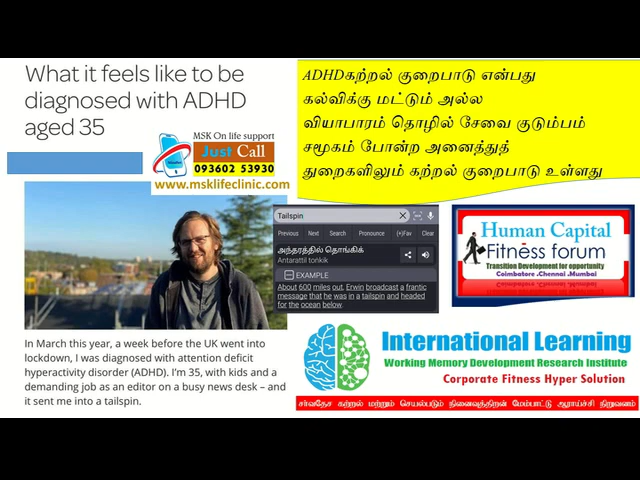 What it feels like to be
diagnosed with ADHD
aged 35
MSK On life support
Just Call
093602 53930
www.msklifeclinic.com
ADHDகற்றல் குறைபாடு என்பது
கல்விக்கு மட்டும் அல்ல
வியாபாரம் தொழில் சேவை குடும்பம்
சமூகம் போன்ற அனைத்துத்
துறைகளிலும் கற்றல் குறைபாடு உள்ளது
Tailspin
Previous Next Search Pronounce (+)Fav Clear
அந்தரத்தில் தொங்கிக்
Antarattil toṅkik
EXAMPLE
About 600 miles out, Erwin broadcast a frantic
message that he was in a tailspin and headed
for the ocean below.
Human Capital
Fitness forum
Transition Development for opportunity
Coimbatore .Chennai .Mumbai
In March this year, a week before the UK went into
lockdown, I was diagnosed with attention deficit
hyperactivity disorder (ADHD). I'm 35, with kids and a
demanding job as an editor on a busy news desk – and
it sent me into a tailspin.
International Learning
Working Memory Development Research Institute
Corporate Fitness Hyper Solution
சர்வதேச கற்றல் மற்றும் செயல்படும் நினைவுத்திறன் மேம்பாட்டு ஆராய்ச்சி நிறுவனம்